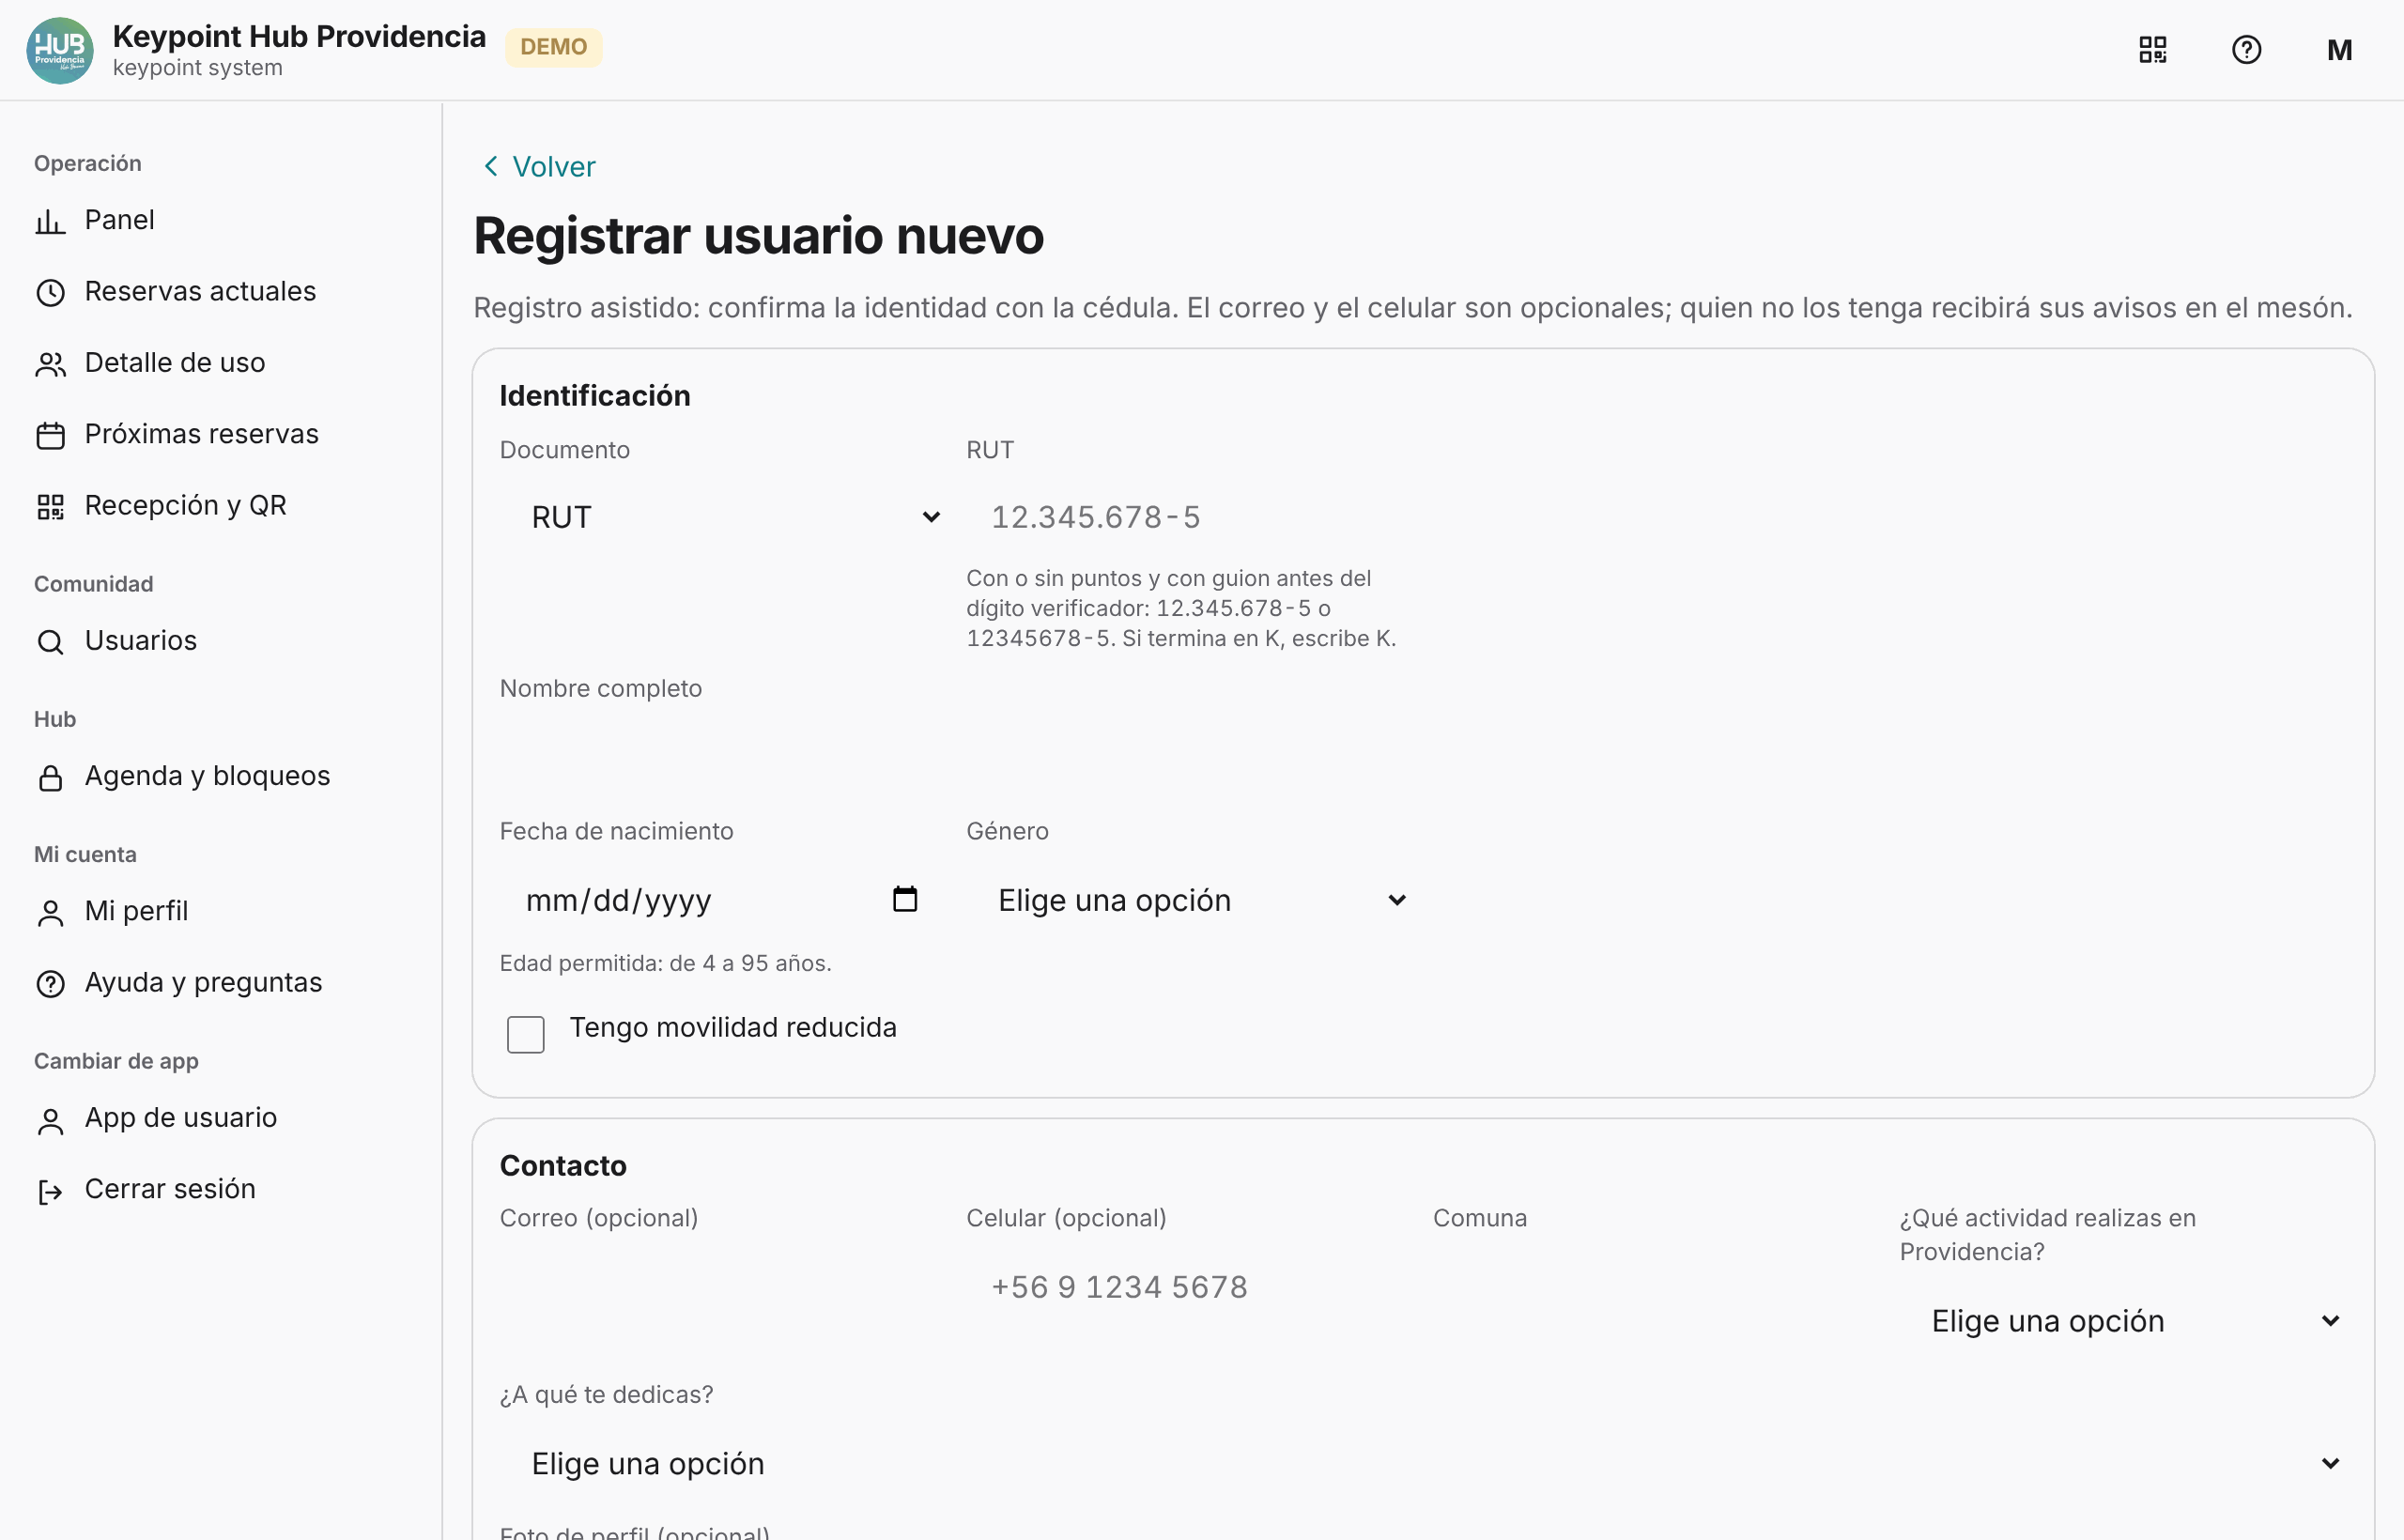 HUB
Providencia
Keypoint Hub Providencia
keypoint system
DEMO
M
Operación
Panel
Reservas actuales
Detalle de uso
Próximas reservas
Recepción y QR
Comunidad
Usuarios
Hub
Agenda y bloqueos
Mi cuenta
Mi perfil
Ayuda y preguntas
Cambiar de app
App de usuario
Cerrar sesión
Volver
Registrar usuario nuevo
Registro asistido: confirma la identidad con la cédula. El correo y el celular son opcionales; quien no los tenga recibirá sus avisos en el mesón.
Identificación
Documento
RUT
RUT
12.345.678-5
Con o sin puntos y con guion antes del
dígito verificador: 12.345.678-5 o
12345678-5. Si termina en K, escribe K.
Nombre completo
Fecha de nacimiento
mm/dd/yyyy
Edad permitida: de 4 a 95 años.
Género
Elige una opción
Tengo movilidad reducida
Contacto
Correo (opcional)
Celular (opcional)
+56 9 1234 5678
Comuna
¿Qué actividad realizas en
Providencia?
Elige una opción
¿A qué te dedicas?
Elige una opción
Foto de perfil (opcional)